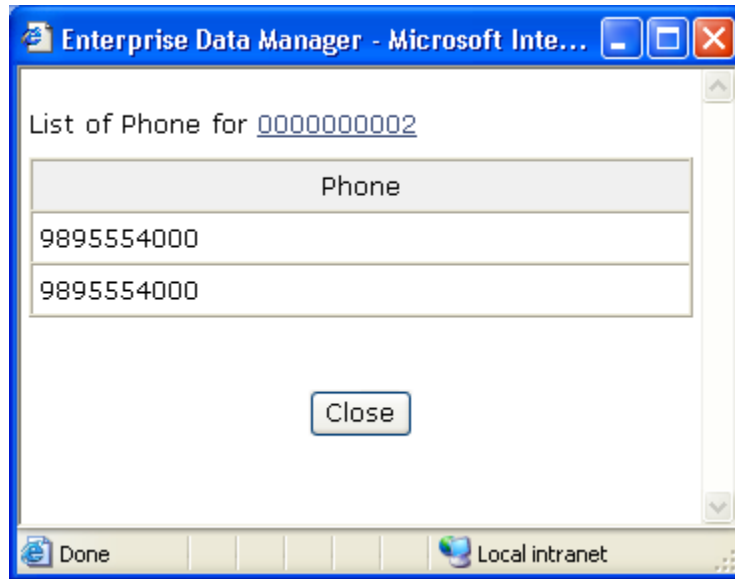 Enterprise Data Manager - Microsoft Inte...
List of Phone for 0000000002
Phone
9895554000
9895554000
Close
Done
Local intranet